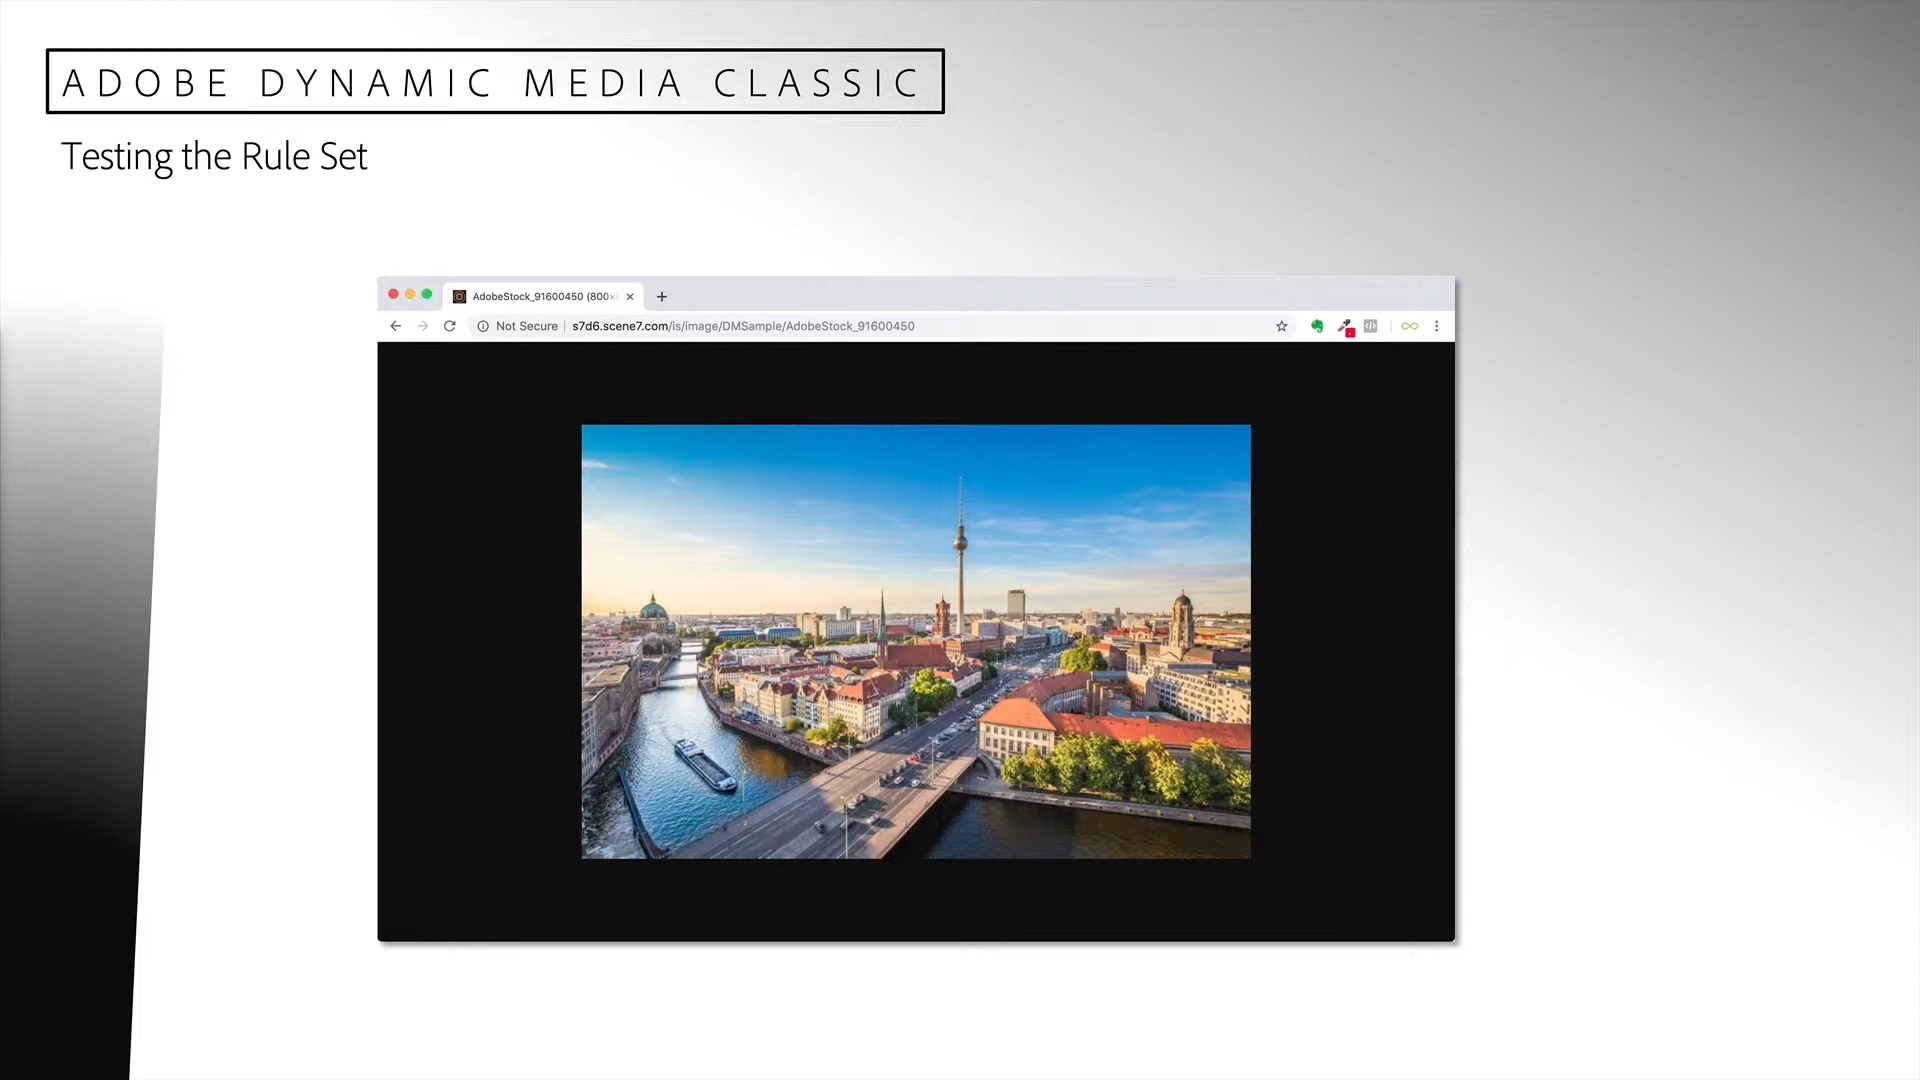 ADOBE DYNAMIC MEDIA CLASSIC
Testing the Rule Set
AdobeStock_91600450 (800×
Not Secure | s7d6.scene7.com/is/image/DMSample/AdobeStock_91600450